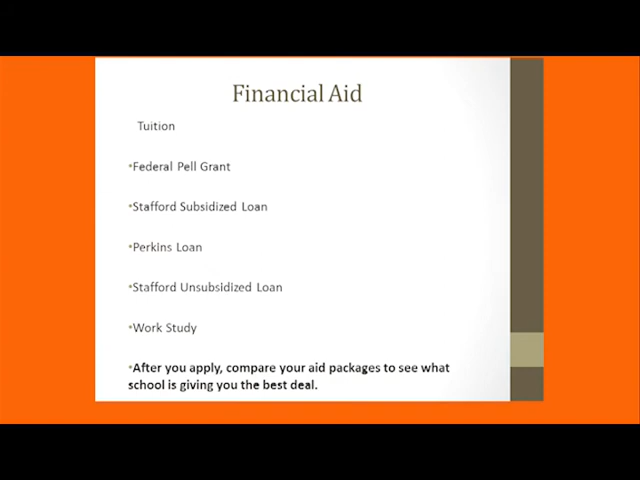 Financial Aid
Tuition
•Federal Pell Grant
•Stafford Subsidized Loan
•Perkins Loan
•Stafford Unsubsidized Loan
•Work Study
•After you apply, compare your aid packages to see what
school is giving you the best deal.